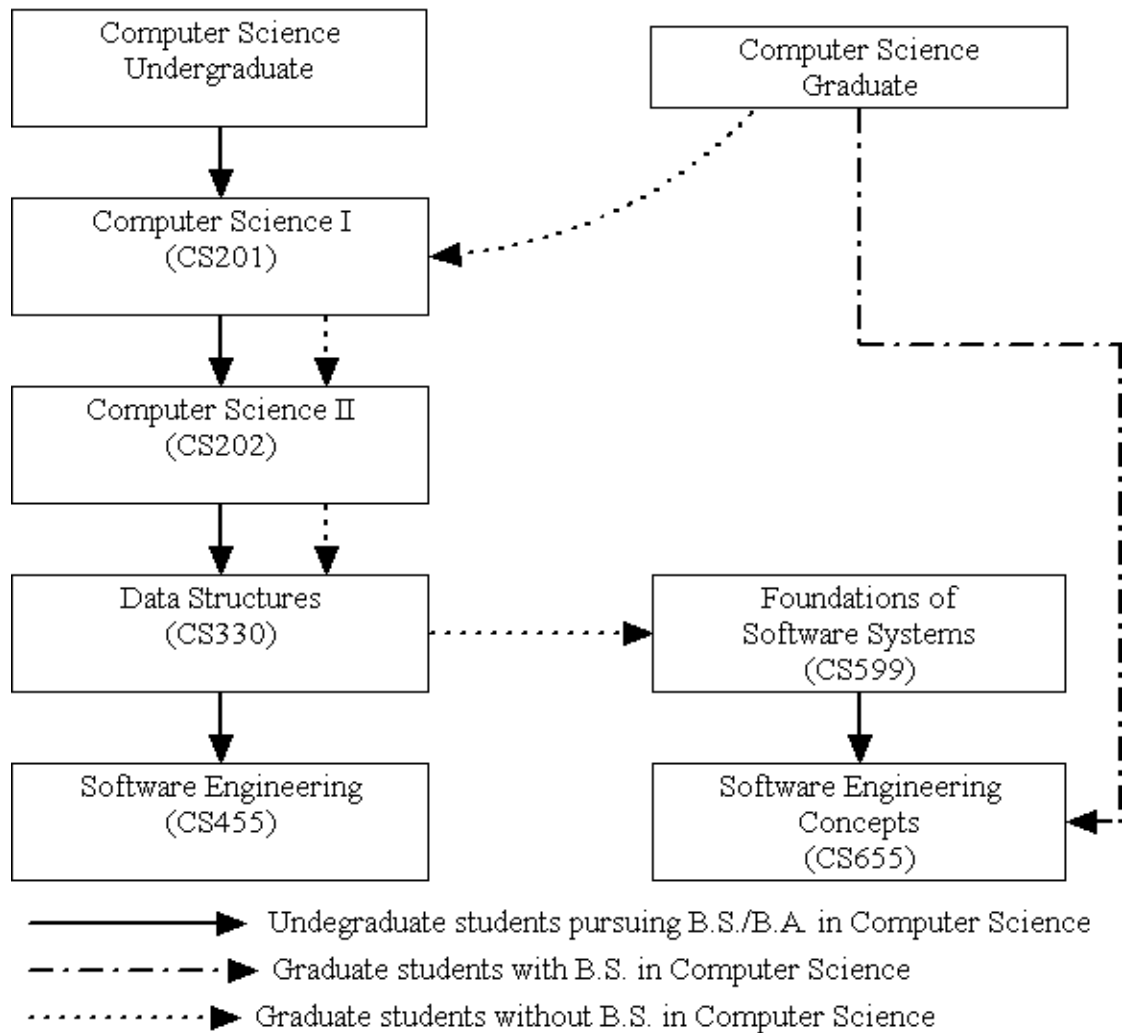 Computer Science
Undergraduate
Computer Science
Graduate
Computer Science I
(CS201)
Computer Science II
(CS202)
Data Structures
(CS330)
Foundations of
Software Systems
(CS599)
Software Engineering
(CS455)
Software Engineering
Concepts
(CS655)
Undegraduate students pursuing B.S./B.A. in Computer Science
Graduate students with B.S. in Computer Science
Graduate students without B.S. in Computer Science